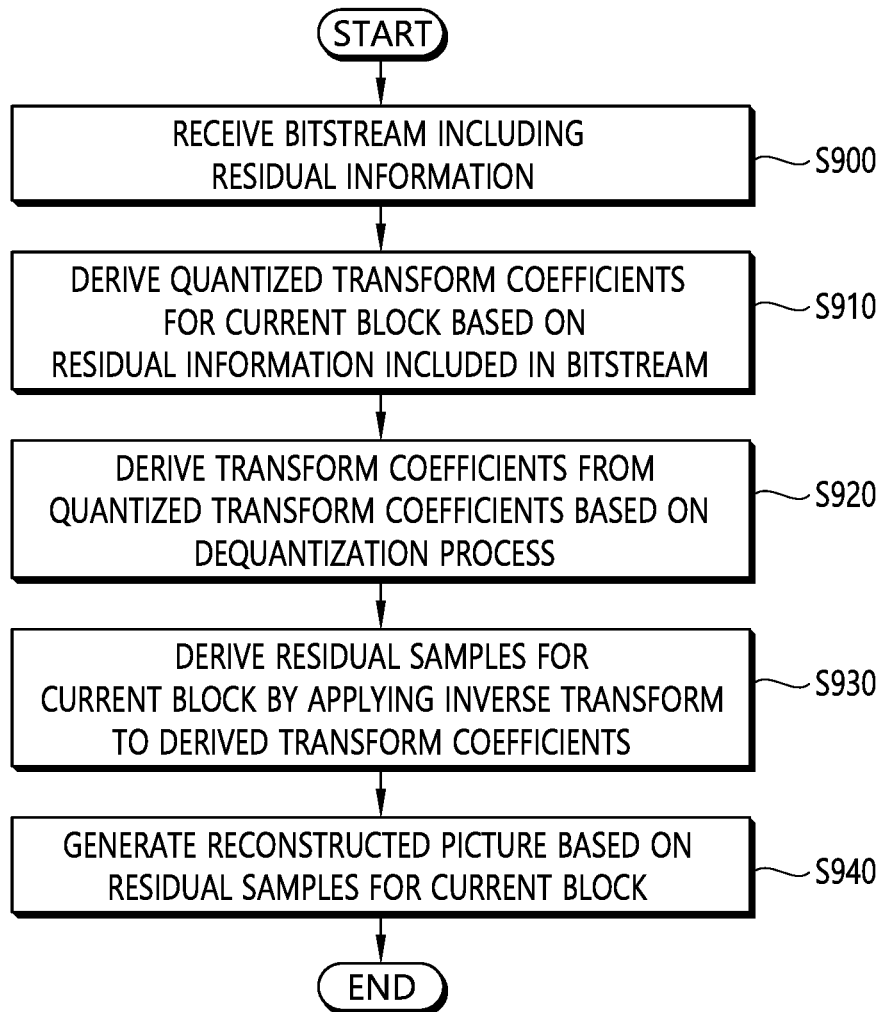 START
RECEIVE BITSTREAM INCLUDING
RESIDUAL INFORMATION
S900
DERIVE QUANTIZED TRANSFORM COEFFICIENTS
FOR CURRENT BLOCK BASED ON
RESIDUAL INFORMATION INCLUDED IN BITSTREAM
S910
DERIVE TRANSFORM COEFFICIENTS FROM
QUANTIZED TRANSFORM COEFFICIENTS BASED ON
DEQUANTIZATION PROCESS
S920
DERIVE RESIDUAL SAMPLES FOR
CURRENT BLOCK BY APPLYING INVERSE TRANSFORM
TO DERIVED TRANSFORM COEFFICIENTS
S930
GENERATE RECONSTRUCTED PICTURE BASED ON
RESIDUAL SAMPLES FOR CURRENT BLOCK
S940
END